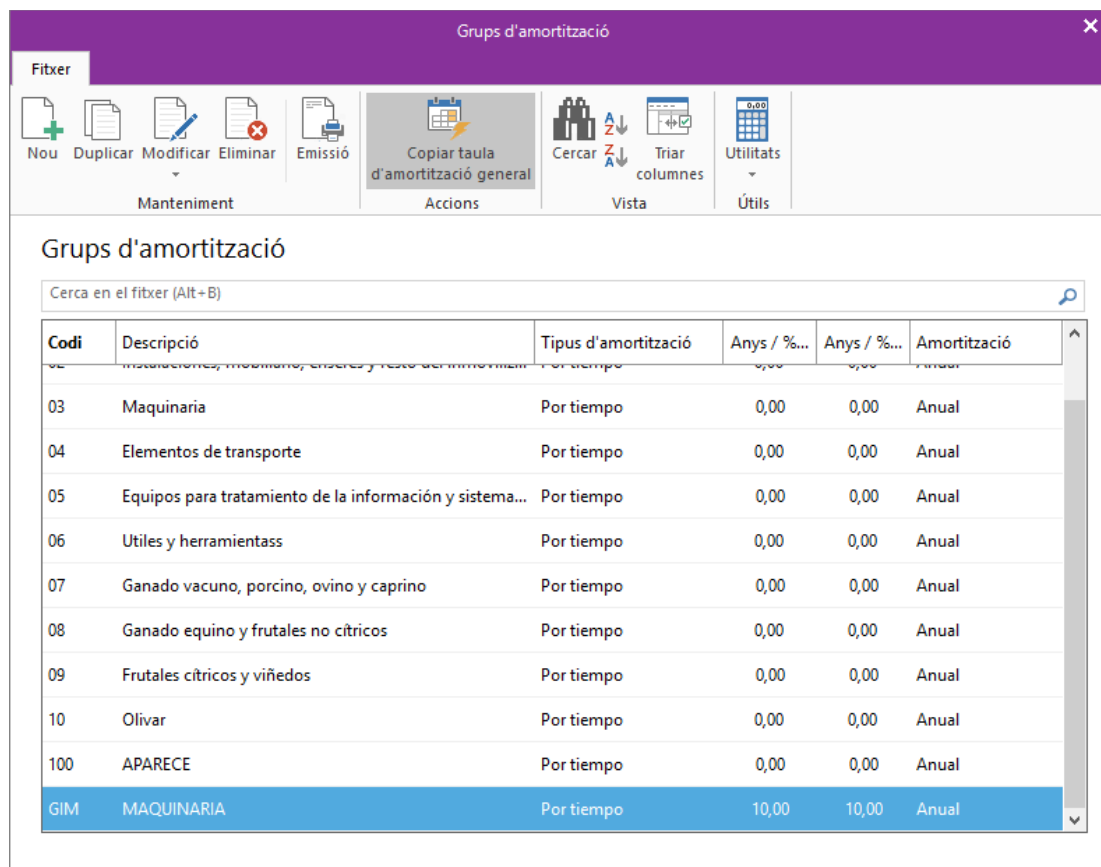 Grups d'amortització
Fitxer
Nou Duplicar Modificar Eliminar Emissió Copiar taula d'amortització general Cercar Triar columnes Utilitats
Manteniment Accions Vista Útils
Grups d'amortització
Cerca en el fitxer (Alt+B)
Codi Descripció Tipus d'amortització Anys / %... Anys / %... Amortització
03 Maquinaria Por tiempo 0,00 0,00 Anual
04 Elementos de transporte Por tiempo 0,00 0,00 Anual
05 Equipos para tratamiento de la información y sistema... Por tiempo 0,00 0,00 Anual
06 Utiles y herramientass Por tiempo 0,00 0,00 Anual
07 Ganado vacuno, porcino, ovino y caprino Por tiempo 0,00 0,00 Anual
08 Ganado equino y frutales no cítricos Por tiempo 0,00 0,00 Anual
09 Frutales cítricos y viñedos Por tiempo 0,00 0,00 Anual
10 Olivar Por tiempo 0,00 0,00 Anual
100 APARECE Por tiempo 0,00 0,00 Anual
GIM MAQUINARIA Por tiempo 10,00 10,00 Anual